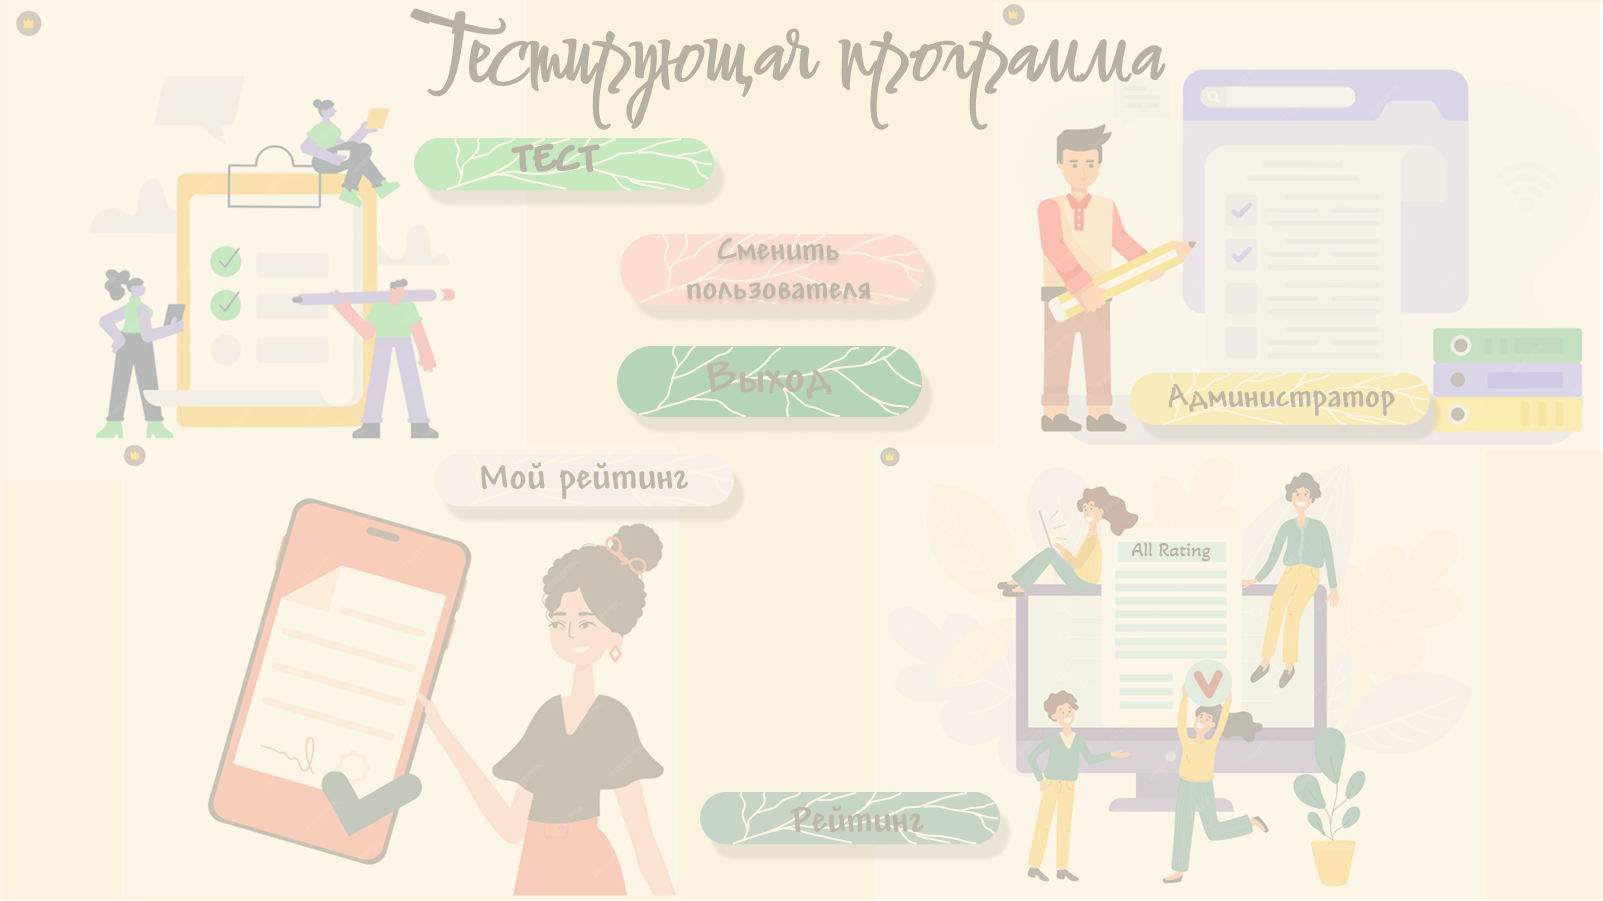 Тестирующая программа
ТЕСТ
Сменить
пользователя
Выход
Администратор
Мой рейтинг
All Rating
Рейтинг